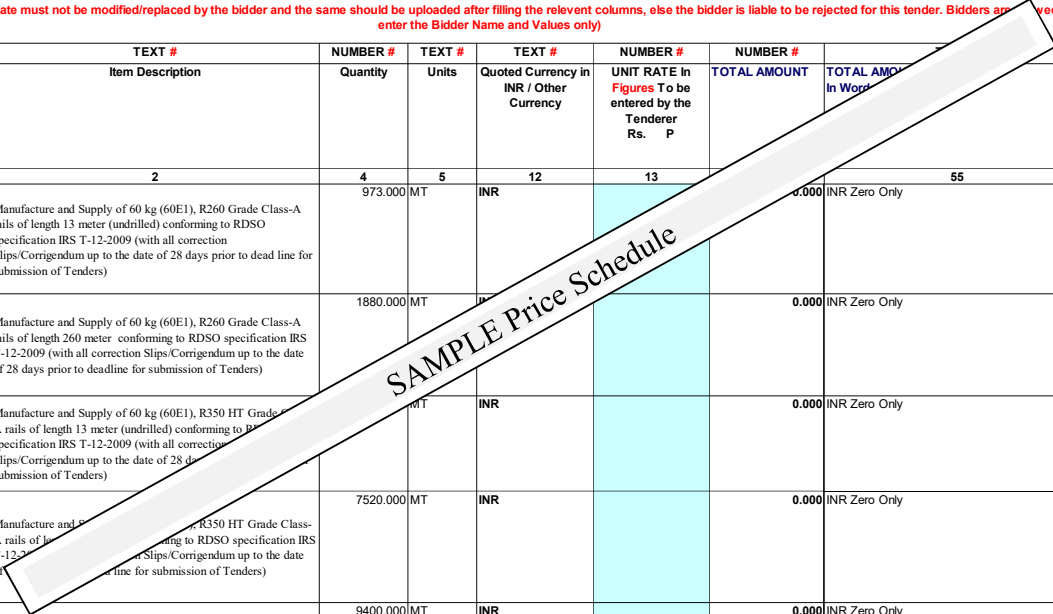 ate must not be modified/replaced by the bidder and the same should be uploaded after filling the relevent columns, else the bidder is liable to be rejected for this tender. Bidders are
enter the Bidder Name and Values only)
TEXT # NUMBER # TEXT # TEXT # NUMBER # NUMBER #
Item Description Quantity Units Quoted Currency in UNIT RATE In TOTAL AMOUNT TOTAL AMO
INR / Other Figures To be In Word
Currency entered by the
Tenderer
Rs. P
2 4 5 12 13 55
973.000 MT INR 0.000 INR Zero Only
anufacture and Supply of 60 kg (60E1), R260 Grade Class-A
ails of length 13 meter (undrilled) conforming to RDSO
pecification IRS T-12-2009 (with all correction
lips/Corrigendum up to the date of 28 days prior to dead line for
ubmission of Tenders)
1880.000 MT 0.000 INR Zero Only
anufacture and Supply of 60 kg (60E1), R260 Grade Class-A
ails of length 260 meter conforming to RDSO specification IRS
-12-2009 (with all correction Slips/Corrigendum up to the date
f 28 days prior to deadline for submission of Tenders)
SAMPLE Price Schedule
MT INR 0.000 INR Zero Only
anufacture and Supply of 60 kg (60E1), R350 HT Grade
rails of length 13 meter (undrilled) conforming to
pecification IRS T-12-2009 (with all correction
lips/Corrigendum up to the date of 28
ubmission of Tenders)
7520.000 MT INR 0.000 INR Zero Only
anufacture and R350 HT Grade Class-
rails of to RDSO specification IRS
Slips/Corrigendum up to the date
line for submission of Tenders)
9400.000 MT INR 0.000 INR Zero Only